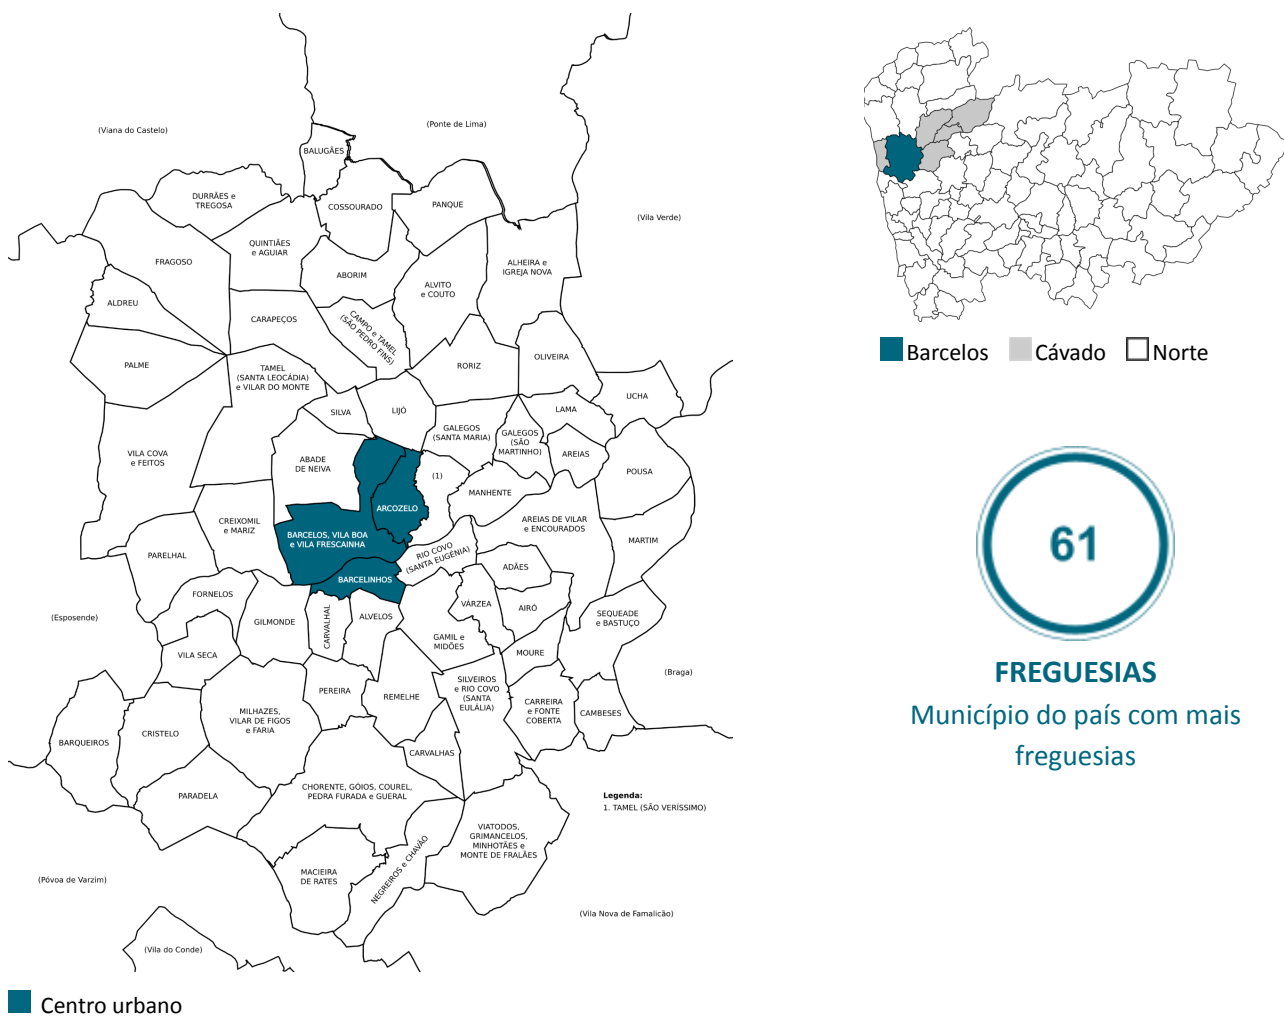 (Viana do Castelo)
(Ponte de Lima)
BALUGÃES
DURRÃES e
TREGOSA
COSSOURADO
PANQUE
(Vila Verde)
QUINTIÃES
e AGUIAR
FRAGOSO
ABORIM
ALHEIRA e
IGREJA NOVA
ALVITO
e COUTO
ALDREU
CARAPEÇOS
CAMPO e TAMEL
(SÃO PEDRO FINS)
PALME
TAMEL
(SANTA LEOCÁDIA)
e VILAR DO MONTE
RORIZ
OLIVEIRA
UCHA
SILVA
LIJÓ
LAMA
GALEGOS
(SANTA MARIA)
GALEGOS
(SÃO
MARTINHO)
AREIAS
VILA COVA
e FEITOS
ABADE
DE NEIVA
(1)
POUSA
MANHENTE
ARCOZELO
CREIXOMIL
e MARIZ
BARCELOS, VILA BOA
e VILA FRESCAINHA
AREIAS DE VILAR
e ENCOURADOS
MARTIM
PARELHAL
RIO COVO
(SANTA EUGÉNIA)
ADÃES
BARCELINHOS
FORNELOS
VÁRZEA
AIRÓ
(Esposende)
GILMONDE
CARVALHAL
ALVELOS
SEQUEADE
e BASTUÇO
GAMIL e
MIDÕES
MOURE
VILA SECA
(Braga)
PEREIRA
REMELHE
SILVEIROS
e RIO COVO
(SANTA
EULÁLIA)
CARREIRA
e FONTE
COBERTA
CAMBESES
MILHAZES,
VILAR DE FIGOS
e FARIA
CRISTELO
BARQUEIROS
CARVALHAS
PARADELA
CHORENTE, GÓIOS, COUREL,
PEDRA FURADA e GUERAL
Legenda:
1. TAMEL (SÃO VERÍSSIMO)
VIATODOS,
GRIMANCELOS,
MINHOTÃES e
MONTE DE FRALÃES
NEGREIROS e CHAVÃO
MACIEIRA
DE RATES
(Póvoa de Varzim)
(Vila Nova de Famalicão)
(Vila do Conde)
Centro urbano
Barcelos
Cávado
Norte
61
FREGUESIAS
Município do país com mais
freguesias